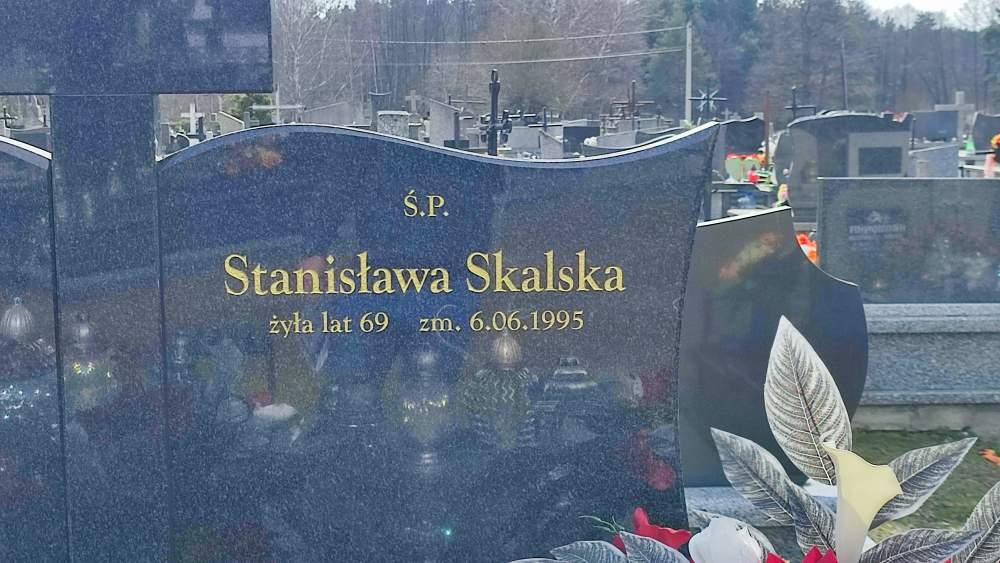 Ś.P.
Stanisława Skalska
żyła lat 69 zm. 6.06.1995